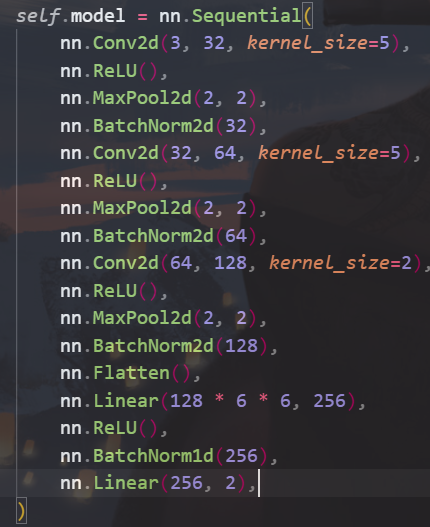 self.model = nn.Sequential(
nn.Conv2d(3, 32, kernel_size=5),
nn.ReLU(),
nn.MaxPool2d(2, 2),
nn.BatchNorm2d(32),
nn.Conv2d(32, 64, kernel_size=5),
nn.ReLU(),
nn.MaxPool2d(2, 2),
nn.BatchNorm2d(64),
nn.Conv2d(64, 128, kernel_size=2),
nn.ReLU(),
nn.MaxPool2d(2, 2),
nn.BatchNorm2d(128),
nn.Flatten(),
nn.Linear(128 * 6 * 6, 256),
nn.ReLU(),
nn.BatchNorm1d(256),
nn.Linear(256, 2),
)